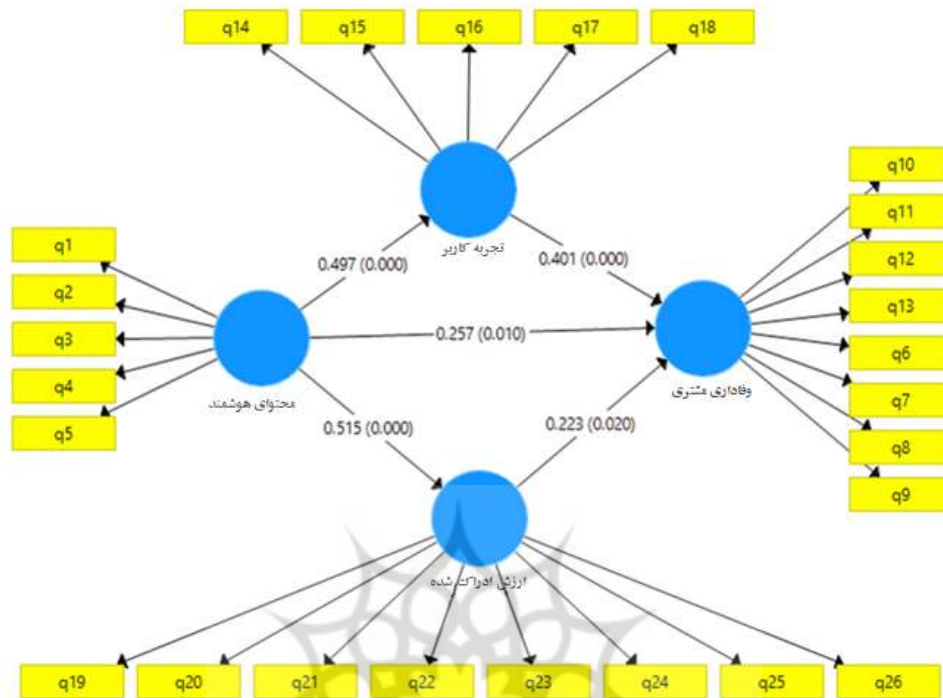 q14 q15 q16 q17 q18
تجربه کاربر
q10
q11
q12
q13
q6
q7
q8
q9
0.497 (0.000)
0.401 (0.000)
q1
q2
q3
q4
q5
0.257 (0.010)
محتوای هوشمند
وفاداری مشتری
0.515 (0.000)
0.223 (0.020)
ارزش ادراک شده
q19 q20 q21 q22 q23 q24 q25 q26